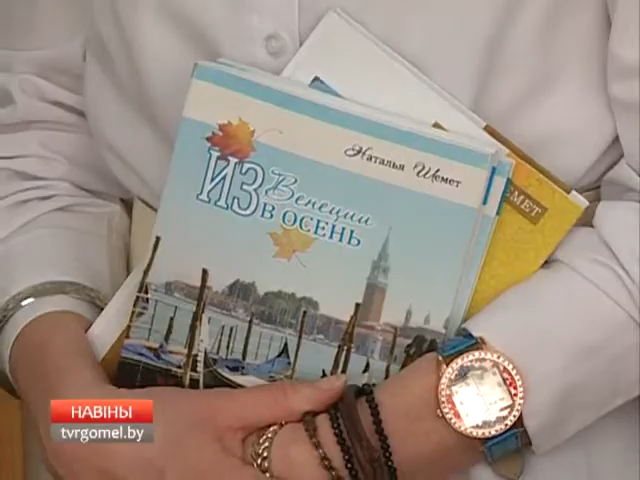 Наталья Шемет
ИЗ Венеции
В ОСЕНЬ
МЕТ
НАВІНЫ
tvrgomel.by